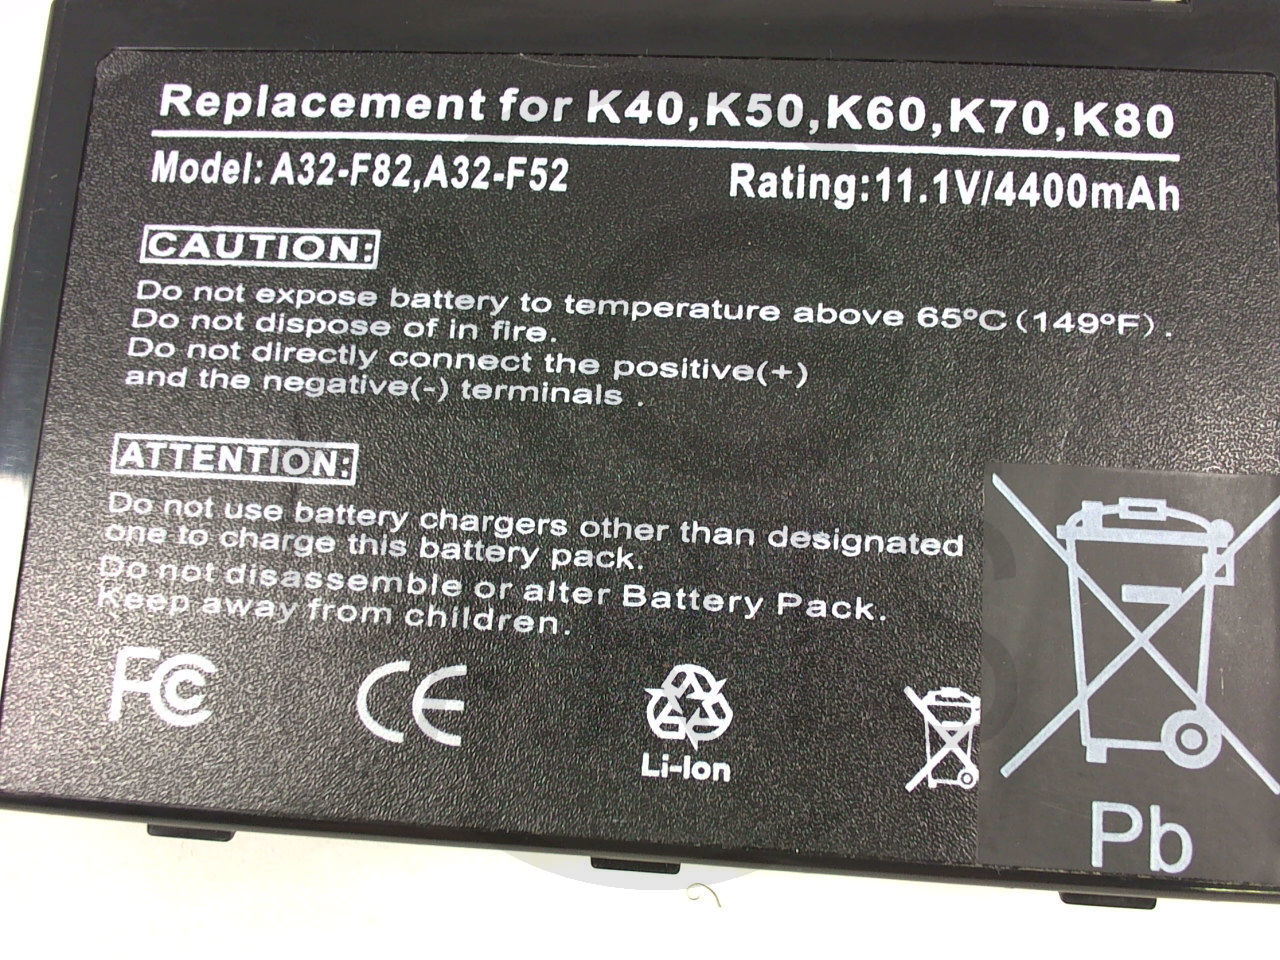 Replacement for K40,K50,K60,K70,K80
Model: A32-F82,A32-F52
Rating:11.1V/4400mAh
CAUTION:
Do not expose battery to temperature above 65ºC (149ºF) .
Do not dispose of in fire.
Do not directly connect the positive(+)
and the negative(-) terminals .
ATTENTION:
Do not use battery chargers other than designated
one to charge this battery pack.
Do not disassemble or alter Battery Pack.
Keep away from children.
FC
CE
Li-Ion
Pb